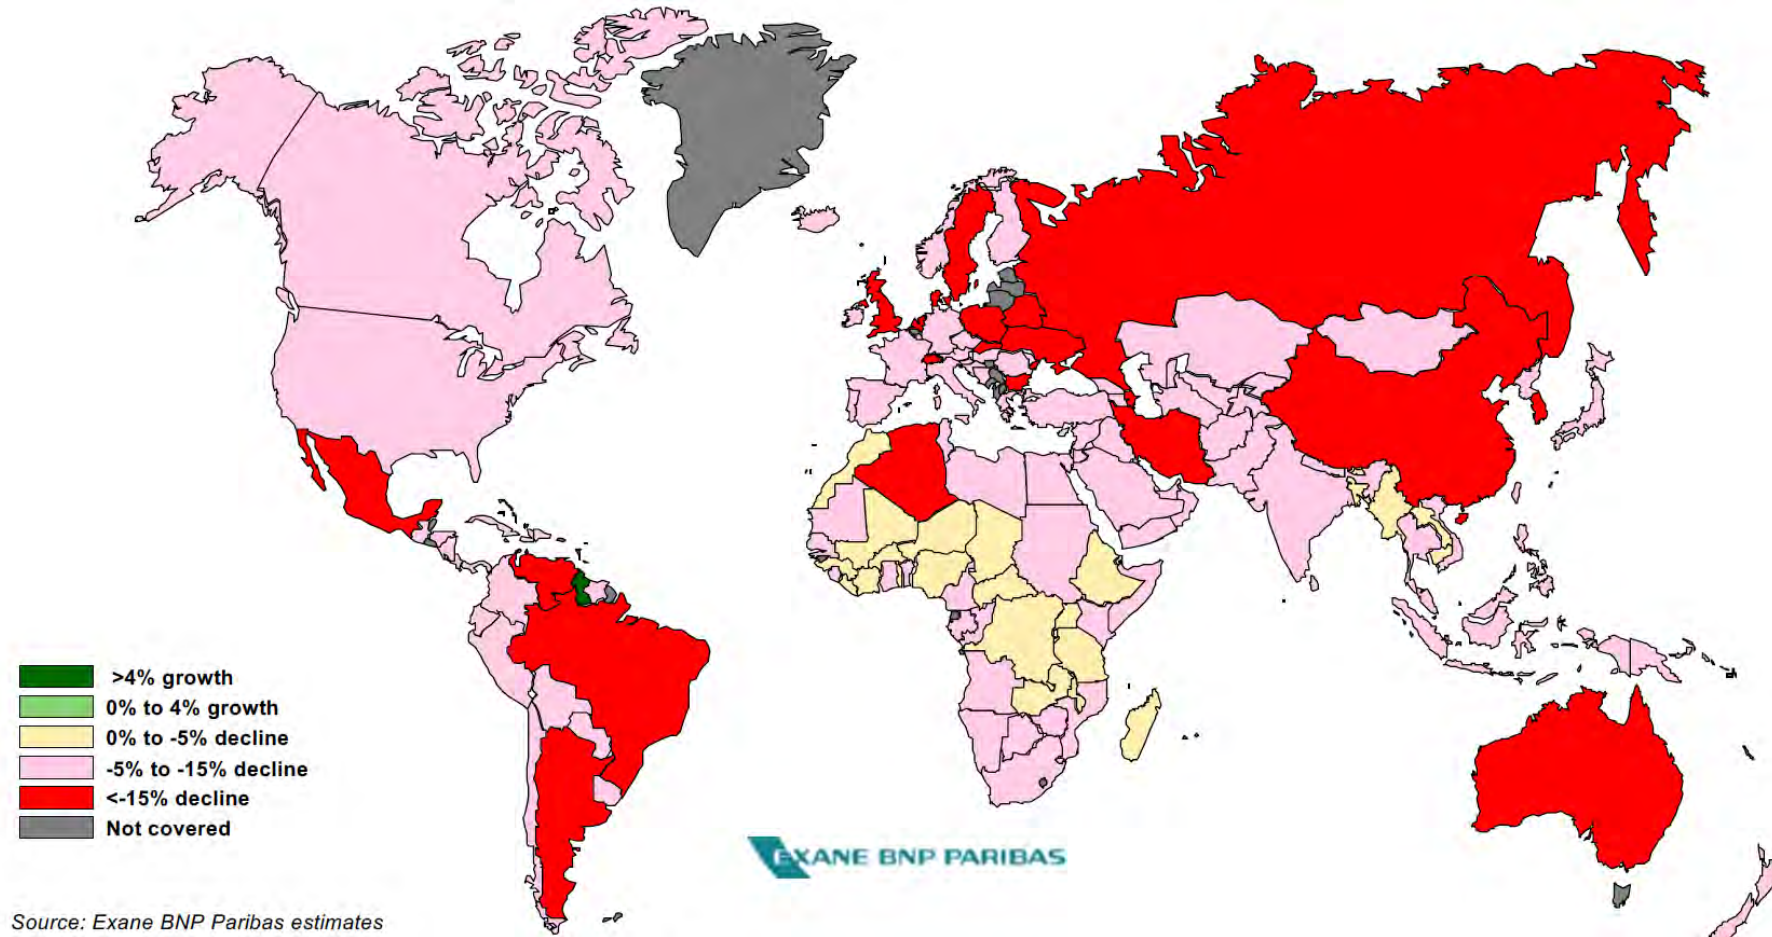 >4% growth
0% to 4% growth
0% to -5% decline
-5% to -15% decline
<-15% decline
Not covered
EXANE BNP PARIBAS
Source: Exane BNP Paribas estimates